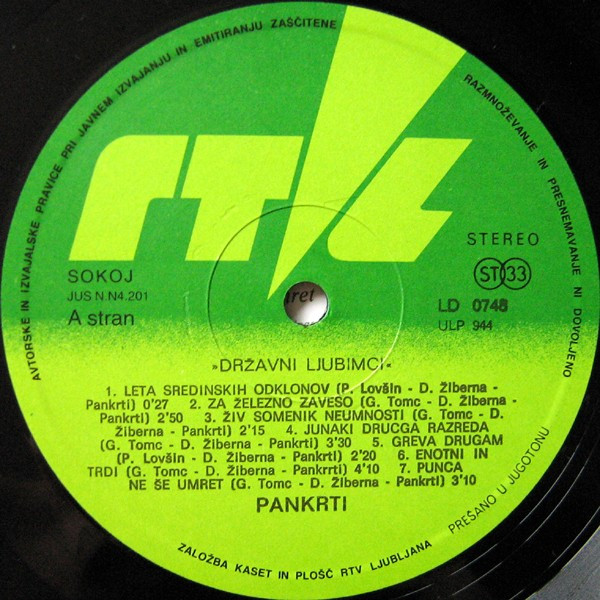 AVTORSKE IN IZVAJALSKE PRAVICE PRI JAVNEM IZVAJANJU IN EMITIRANJU ZAŠČITENE
RAZMNOŽEVANJE IN PRESNEMAVANJE NI DOVOLJENO
rtl
SOKOJ
JUS N.N4.201
A stran
STEREO
ST 33
LD 0748
ULP 944
»DRŽAVNI LJUBIMCI«
1. LETA SREDINSKIH ODKLONOV (P. Lovšin - D. Žiberna -
Pankrti) 0'27 2. ZA ŽELEZNO ZAVESO (G. Tomc - D. Žiberna -
Pankrti) 2'50 3. ŽIV SOMENIK NEUMNOSTI (G. Tomc - D.
Žiberna - Pankrti) 2'15 4. JUNAKI DRUCGA RAZREDA
(G. Tomc - D. Žiberna - Pankrti) 3'30 5. GREVA DRUGAM
(P. Lovšin - D. Žiberna - Pankrti) 2'20 6. ENOTNI IN
TRDI (G. Tomc - D. Žiberna - Pankrti) 4'10 7. PUNCA
NE ŠE UMRET (G. Tomc - D. Žiberna - Pankrti) 3'10
PANKRTI
PREŠANO U JUGOTONU
ZALOŽBA KASET IN PLOŠČ RTV LJUBLJANA